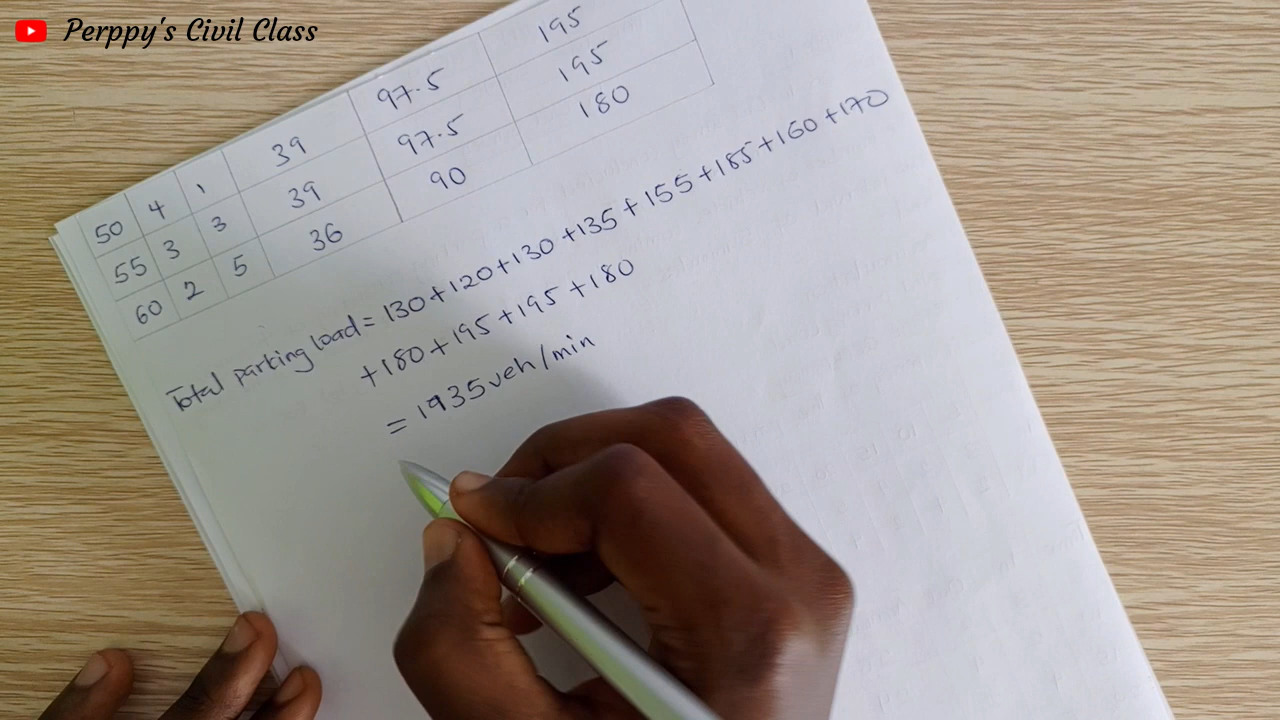 Perppy's Civil Class
195
50 4 1 39 97.5 195
55 3 3 39 97.5 180
60 2 5 36 90
Total parking load = 130+120+130+135+155+185+160+170
+180+195+195+180
= 1935veh/min